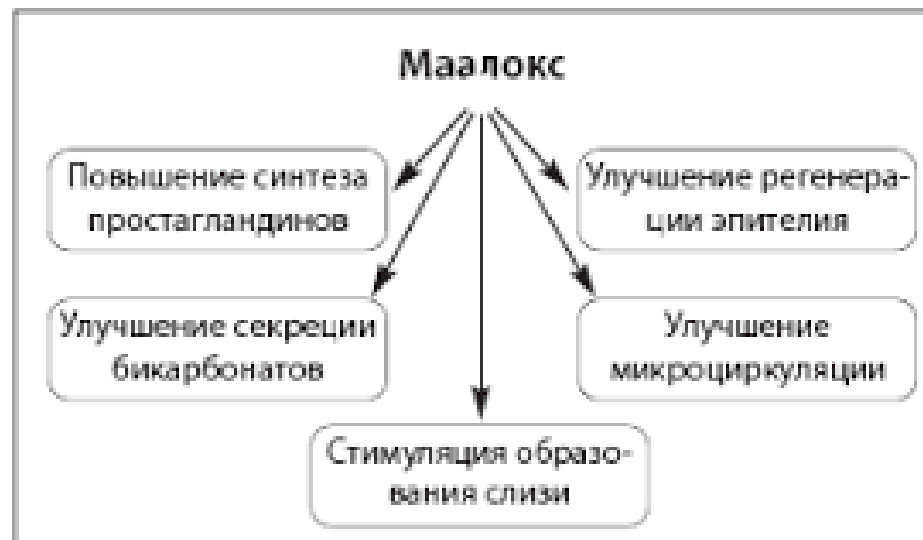 Маалокс
Повышение синтеза
простагландинов
Улучшение регенера-
ции эпителия
Улучшение секреции
бикарбонатов
Улучшение
микроциркуляции
Стимуляция образо-
вания слизи